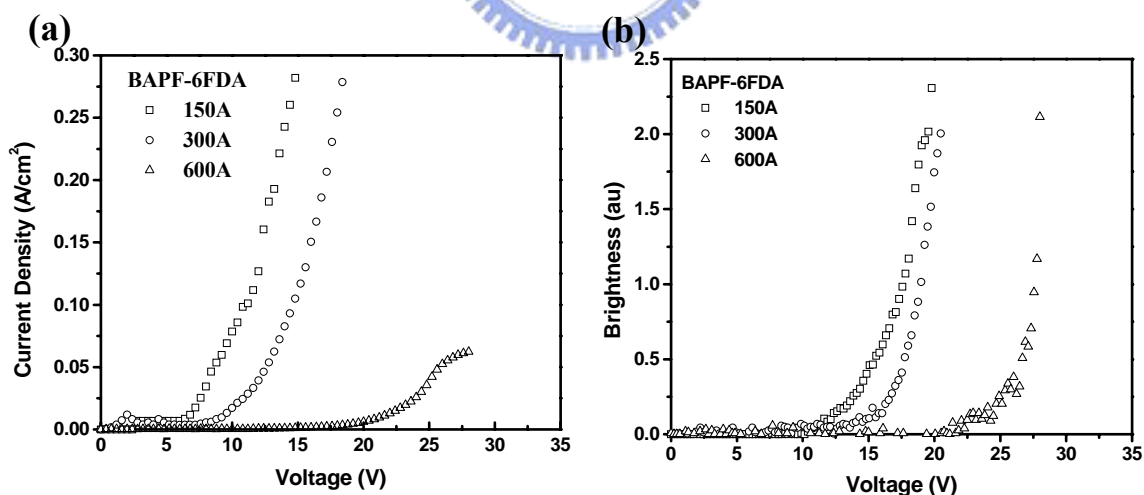 (a)
0.30
0.25
0.20
0.15
0.10
0.05
0.00
Current Density (A/cm²)
BAPF-6FDA
150A
300A
600A
0 5 10 15 20 25 30 35
Voltage (V)
(b)
2.5
2.0
1.5
1.0
0.5
0.0
Brightness (au)
BAPF-6FDA
150A
300A
600A
0 5 10 15 20 25 30 35
Voltage (V)